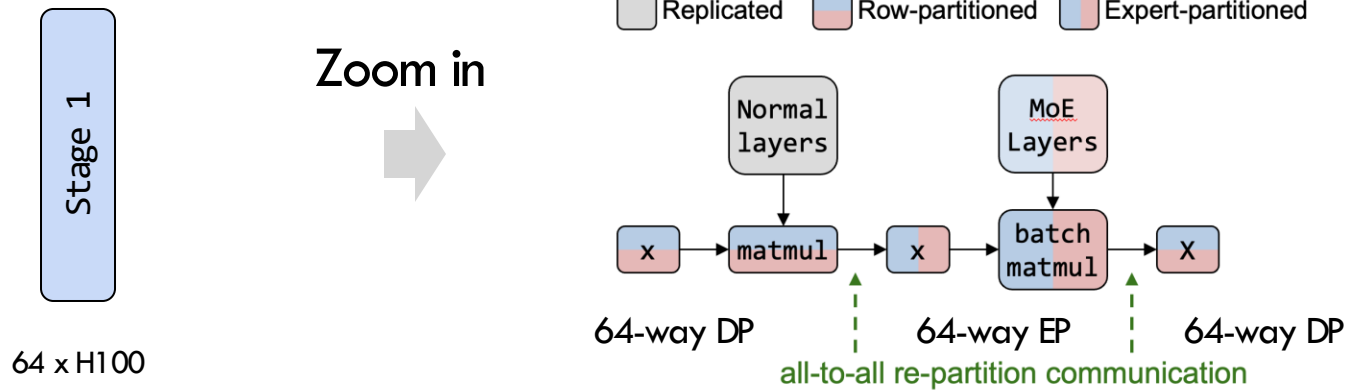 Stage 1
64 x H100
Zoom in
Replicated
Row-partitioned
Expert-partitioned
Normal
layers
MoE
Layers
x
matmul
x
batch
matmul
X
64-way DP
64-way EP
64-way DP
all-to-all re-partition communication